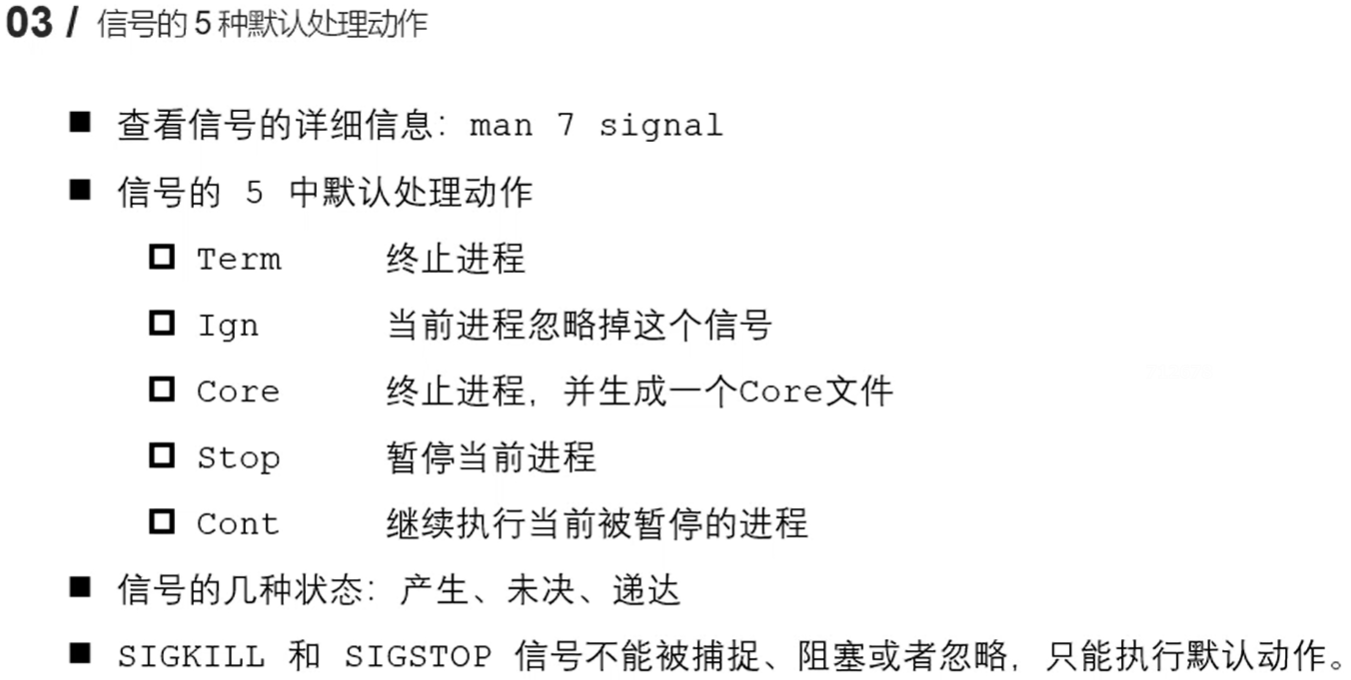 03 / 信号的 5 种默认处理动作
■ 查看信号的详细信息：man 7 signal
■ 信号的 5 中默认处理动作
Term 终止进程
Ign 当前进程忽略掉这个信号
Core 终止进程，并生成一个Core文件
Stop 暂停当前进程
Cont 继续执行当前被暂停的进程
■ 信号的几种状态：产生、未决、递达
■ SIGKILL 和 SIGSTOP 信号不能被捕捉、阻塞或者忽略，只能执行默认动作。